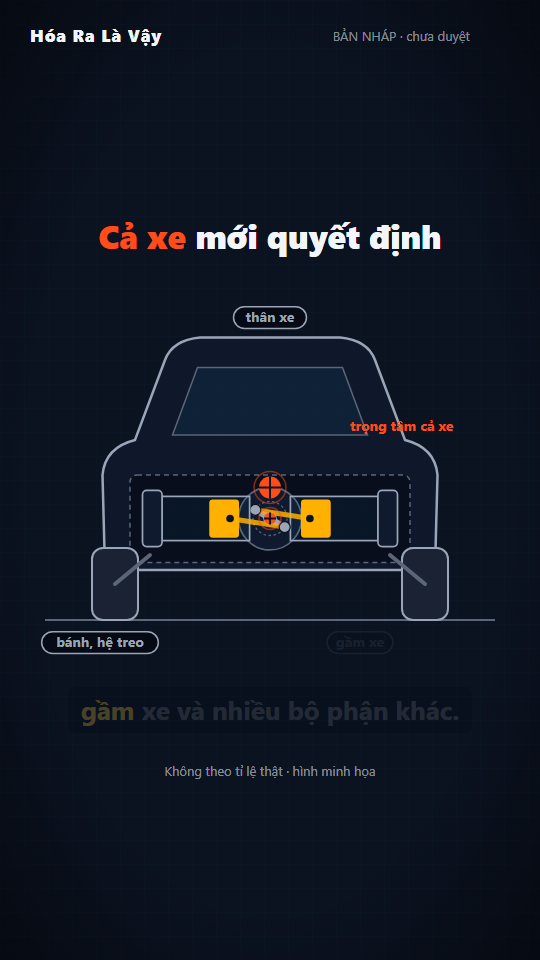 Hóa Ra Là Vậy
BẢN NHÁP · chưa duyệt
Cả xe mới quyết định
thân xe
trọng tâm cả xe
bánh, hệ treo
gầm xe
gầm xe và nhiều bộ phận khác.
Không theo tỉ lệ thật · hình minh họa